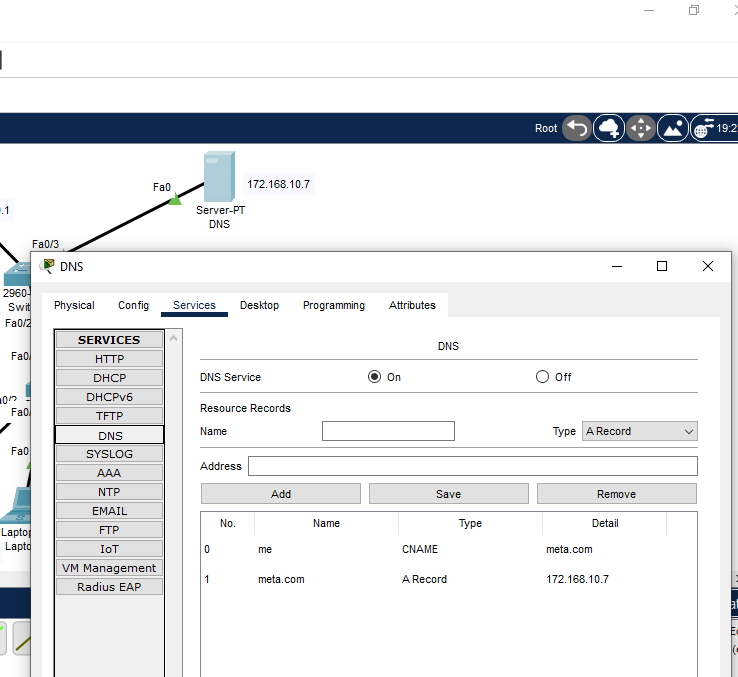 Root
19:2
Fa0
172.168.10.7
.1
Server-PT
DNS
Fa0/3
2960-
Swit
Fa0/2
Fa0/
Fa0/
Fa0
Laptop
Lapto
DNS
Physical Config Services Desktop Programming Attributes
SERVICES
HTTP
DHCP
DHCPv6
TFTP
DNS
SYSLOG
AAA
NTP
EMAIL
FTP
IoT
VM Management
Radius EAP
DNS
DNS Service On Off
Resource Records
Name Type A Record
Address
Add Save Remove
No. Name Type Detail
0 me CNAME meta.com
1 meta.com A Record 172.168.10.7